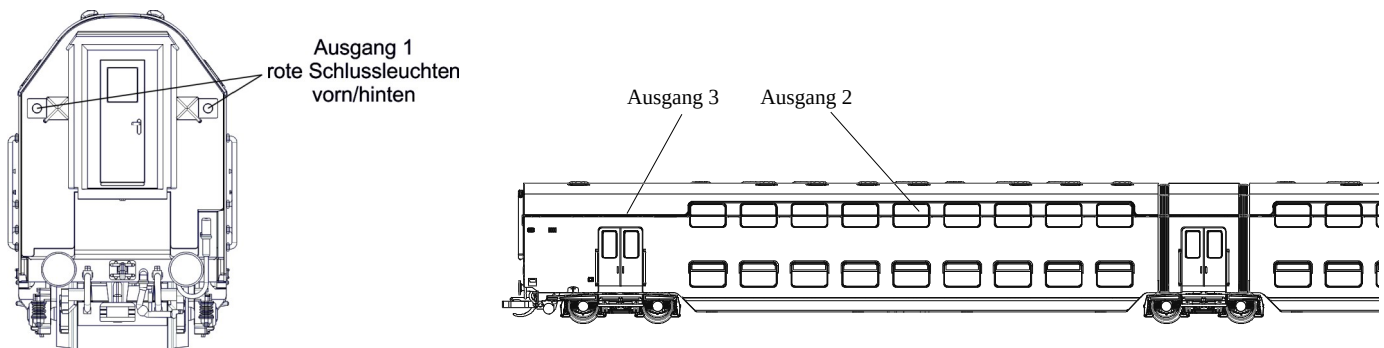 Ausgang 1
rote Schlussleuchten
vorn/hinten
Ausgang 3
Ausgang 2